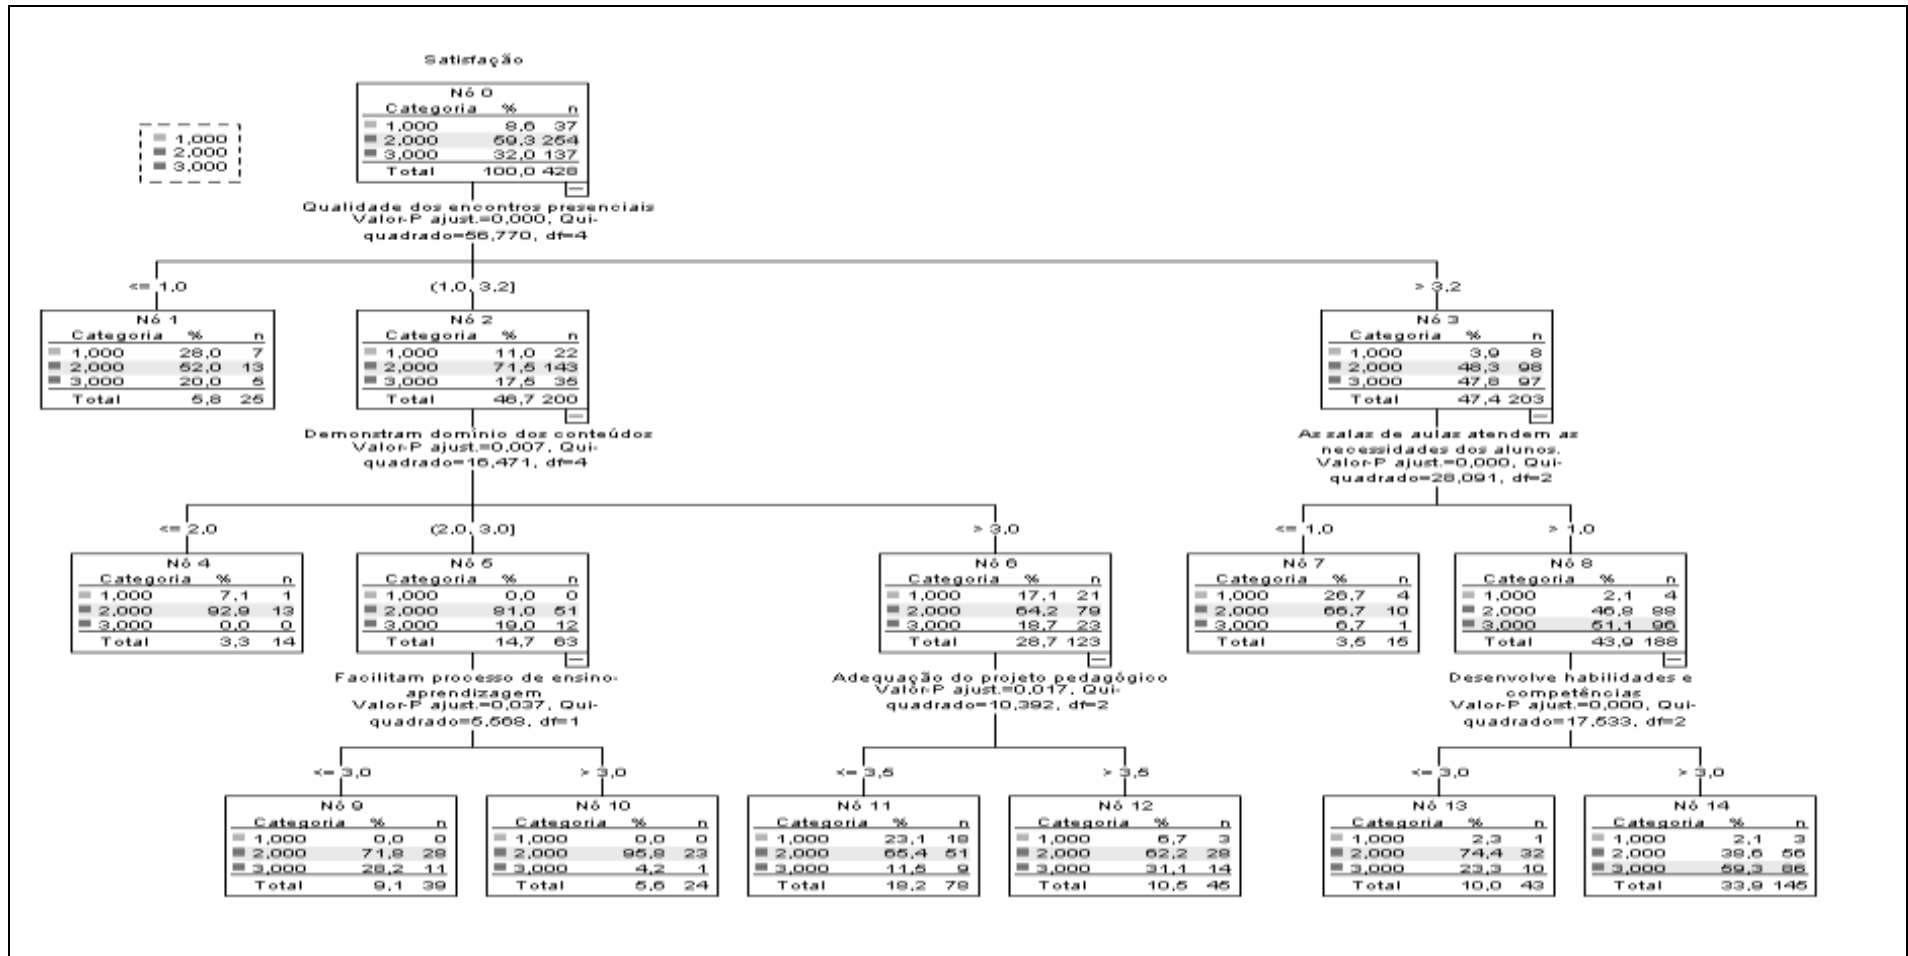 Satisfação
1,000
2,000
3,000
Nó 0
Categoria % n
1,000 8,6 37
2,000 59,3 254
3,000 32,0 137
Total 100,0 428
Qualidade dos encontros presenciais
Valor-P ajust.=0,000, Qui-
quadrado=56,770, df=4
<= 1,0
(1,0, 3,2]
> 3,2
Nó 1
Categoria % n
1,000 28,0 7
2,000 52,0 13
3,000 20,0 5
Total 5,8 25
Nó 2
Categoria % n
1,000 11,0 22
2,000 71,5 143
3,000 17,5 35
Total 46,7 200
Nó 3
Categoria % n
1,000 3,9 8
2,000 48,3 98
3,000 47,8 97
Total 47,4 203
Demonstram domínio dos conteúdos
Valor-P ajust.=0,007, Qui-
quadrado=16,471, df=4
As salas de aulas atendem as
necessidades dos alunos.
Valor-P ajust.=0,000, Qui-
quadrado=28,091, df=2
<= 2,0
(2,0, 3,0]
> 3,0
<= 1,0
> 1,0
Nó 4
Categoria % n
1,000 7,1 1
2,000 92,9 13
3,000 0,0 0
Total 3,3 14
Nó 5
Categoria % n
1,000 0,0 0
2,000 81,0 51
3,000 19,0 12
Total 14,7 63
Nó 6
Categoria % n
1,000 17,1 21
2,000 64,2 79
3,000 18,7 23
Total 28,7 123
Nó 7
Categoria % n
1,000 26,7 4
2,000 66,7 10
3,000 6,7 1
Total 3,5 15
Nó 8
Categoria % n
1,000 2,1 4
2,000 46,8 88
3,000 51,1 96
Total 43,9 188
Facilitam processo de ensino-
aprendizagem
Valor-P ajust.=0,037, Qui-
quadrado=5,568, df=1
Adequação do projeto pedagógico
Valor-P ajust.=0,017, Qui-
quadrado=10,392, df=2
Desenvolve habilidades e
competências
Valor-P ajust.=0,000, Qui-
quadrado=17,533, df=2
<= 3,0
> 3,0
<= 3,5
> 3,5
<= 3,0
> 3,0
Nó 9
Categoria % n
1,000 0,0 0
2,000 71,8 28
3,000 28,2 11
Total 9,1 39
Nó 10
Categoria % n
1,000 0,0 0
2,000 95,8 23
3,000 4,2 1
Total 5,6 24
Nó 11
Categoria % n
1,000 23,1 18
2,000 65,4 51
3,000 11,5 9
Total 18,2 78
Nó 12
Categoria % n
1,000 6,7 3
2,000 62,2 28
3,000 31,1 14
Total 10,5 45
Nó 13
Categoria % n
1,000 2,3 1
2,000 74,4 32
3,000 23,3 10
Total 10,0 43
Nó 14
Categoria % n
1,000 2,1 3
2,000 38,6 56
3,000 59,3 86
Total 33,9 145